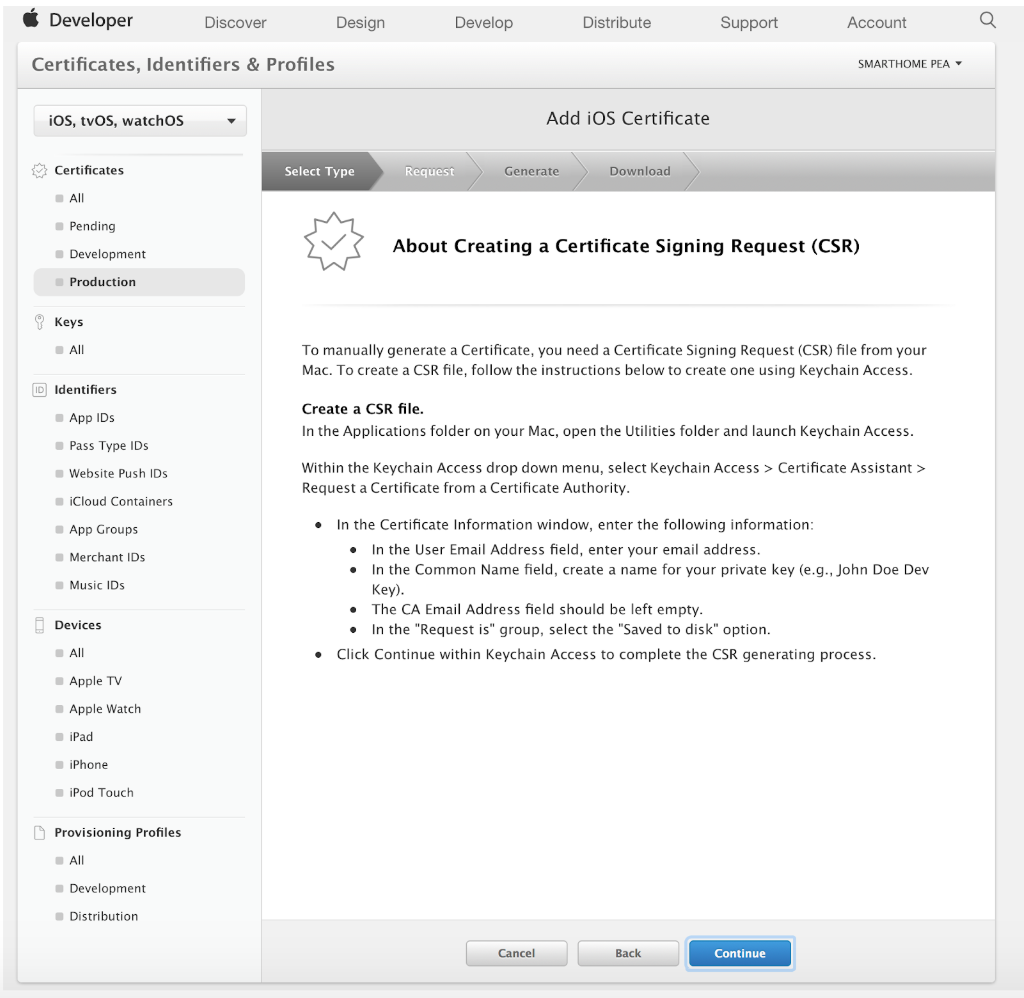 Developer
Discover
Design
Develop
Distribute
Support
Account
Certificates, Identifiers & Profiles
SMARTHOME PEA
iOS, tvOS, watchOS
Certificates
All
Pending
Development
Production
Keys
All
ID
Identifiers
App IDs
Pass Type IDs
Website Push IDs
iCloud Containers
App Groups
Merchant IDs
Music IDs
Devices
All
Apple TV
Apple Watch
iPad
iPhone
iPod Touch
Provisioning Profiles
All
Development
Distribution
Add iOS Certificate
Select Type
Request
Generate
Download
About Creating a Certificate Signing Request (CSR)
To manually generate a Certificate, you need a Certificate Signing Request (CSR) file from your
Mac. To create a CSR file, follow the instructions below to create one using Keychain Access.
Create a CSR file.
In the Applications folder on your Mac, open the Utilities folder and launch Keychain Access.
Within the Keychain Access drop down menu, select Keychain Access > Certificate Assistant >
Request a Certificate from a Certificate Authority.
• In the Certificate Information window, enter the following information:
• In the User Email Address field, enter your email address.
• In the Common Name field, create a name for your private key (e.g., John Doe Dev
Key).
• The CA Email Address field should be left empty.
• In the "Request is" group, select the "Saved to disk" option.
• Click Continue within Keychain Access to complete the CSR generating process.
Cancel
Back
Continue